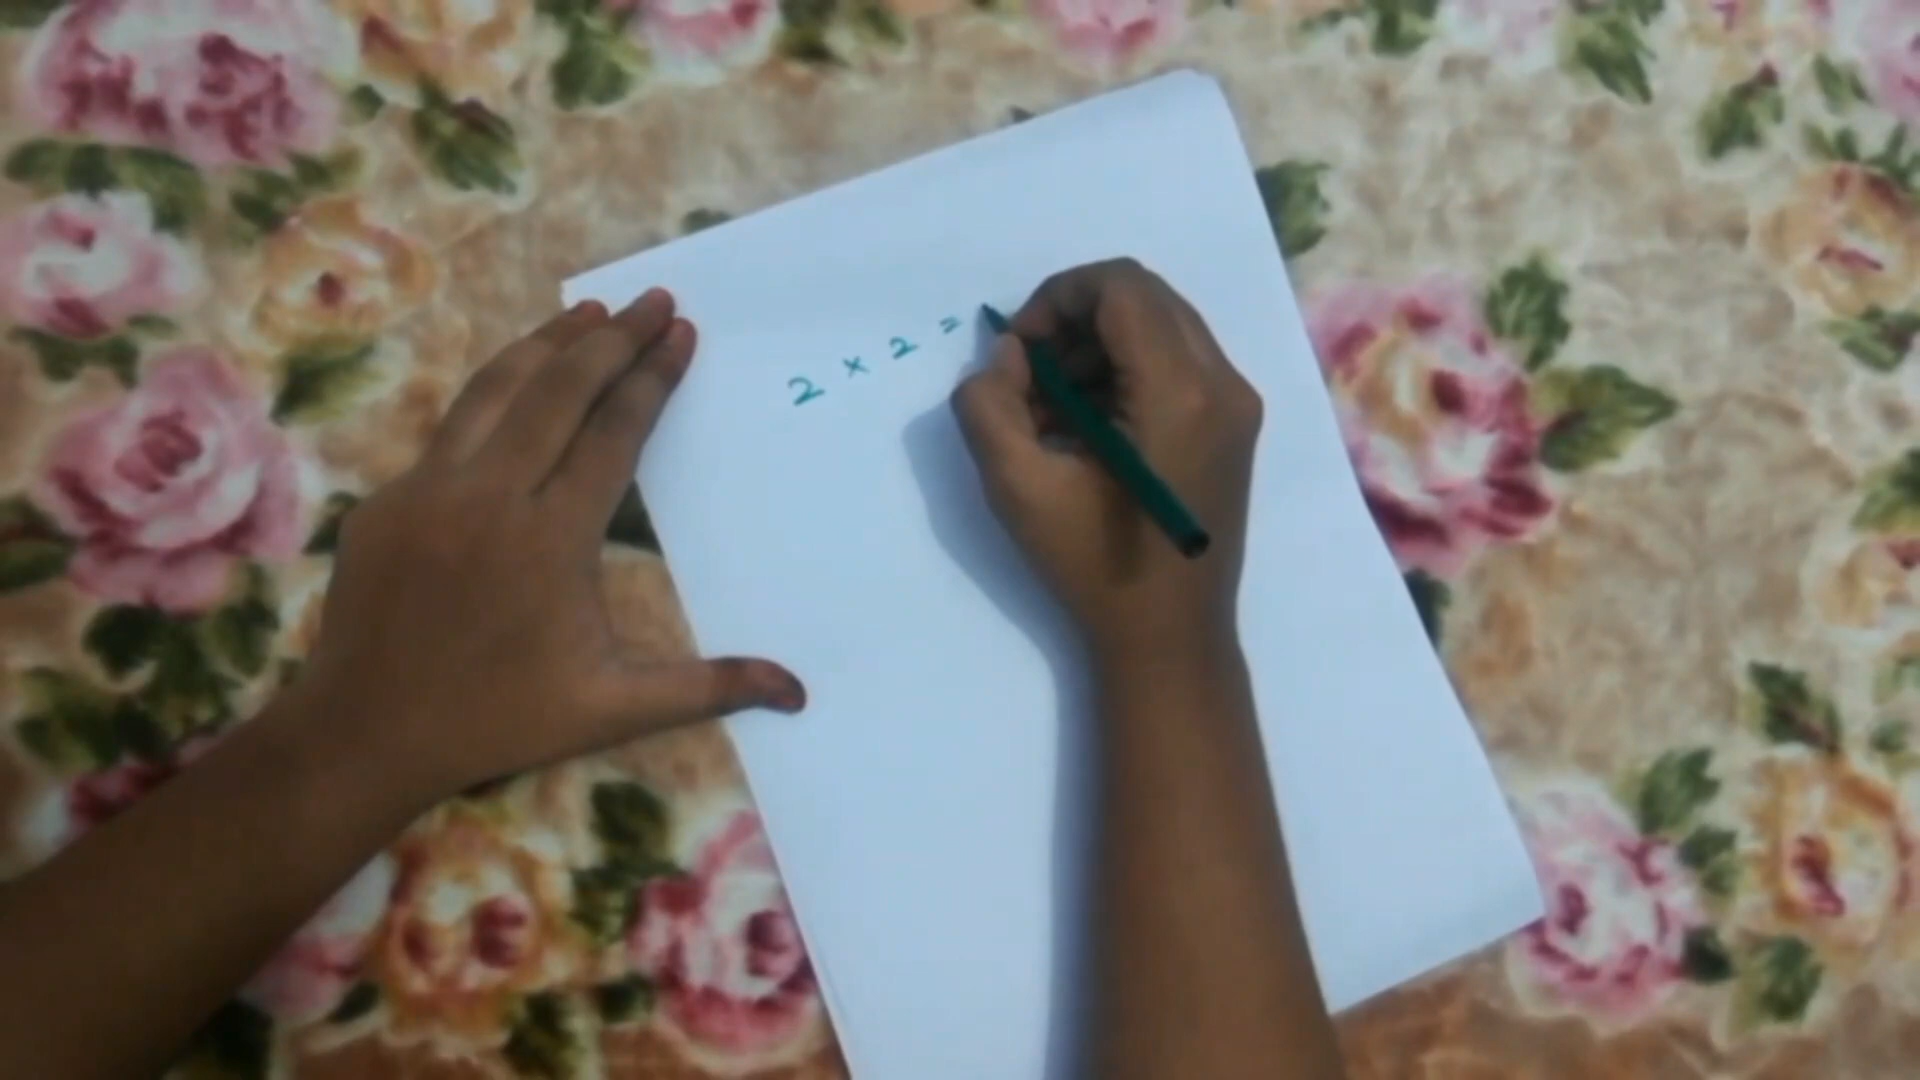 2 × 2 =